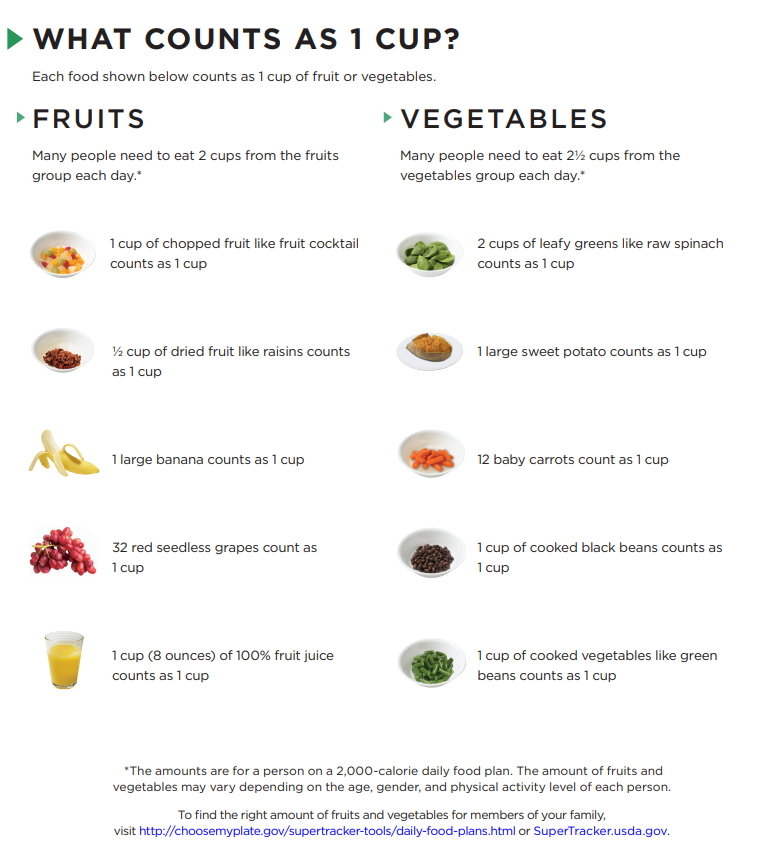 WHAT COUNTS AS 1 CUP?
Each food shown below counts as 1 cup of fruit or vegetables.
FRUITS
Many people need to eat 2 cups from the fruits
group each day.*
1 cup of chopped fruit like fruit cocktail
counts as 1 cup
½ cup of dried fruit like raisins counts
as 1 cup
1 large banana counts as 1 cup
32 red seedless grapes count as
1 cup
1 cup (8 ounces) of 100% fruit juice
counts as 1 cup
VEGETABLES
Many people need to eat 2½ cups from the
vegetables group each day.*
2 cups of leafy greens like raw spinach
counts as 1 cup
1 large sweet potato counts as 1 cup
12 baby carrots count as 1 cup
1 cup of cooked black beans counts as
1 cup
1 cup of cooked vegetables like green
beans counts as 1 cup
*The amounts are for a person on a 2,000-calorie daily food plan. The amount of fruits and
vegetables may vary depending on the age, gender, and physical activity level of each person.
To find the right amount of fruits and vegetables for members of your family,
visit http://choosemyplate.gov/supertracker-tools/daily-food-plans.html or SuperTracker.usda.gov.